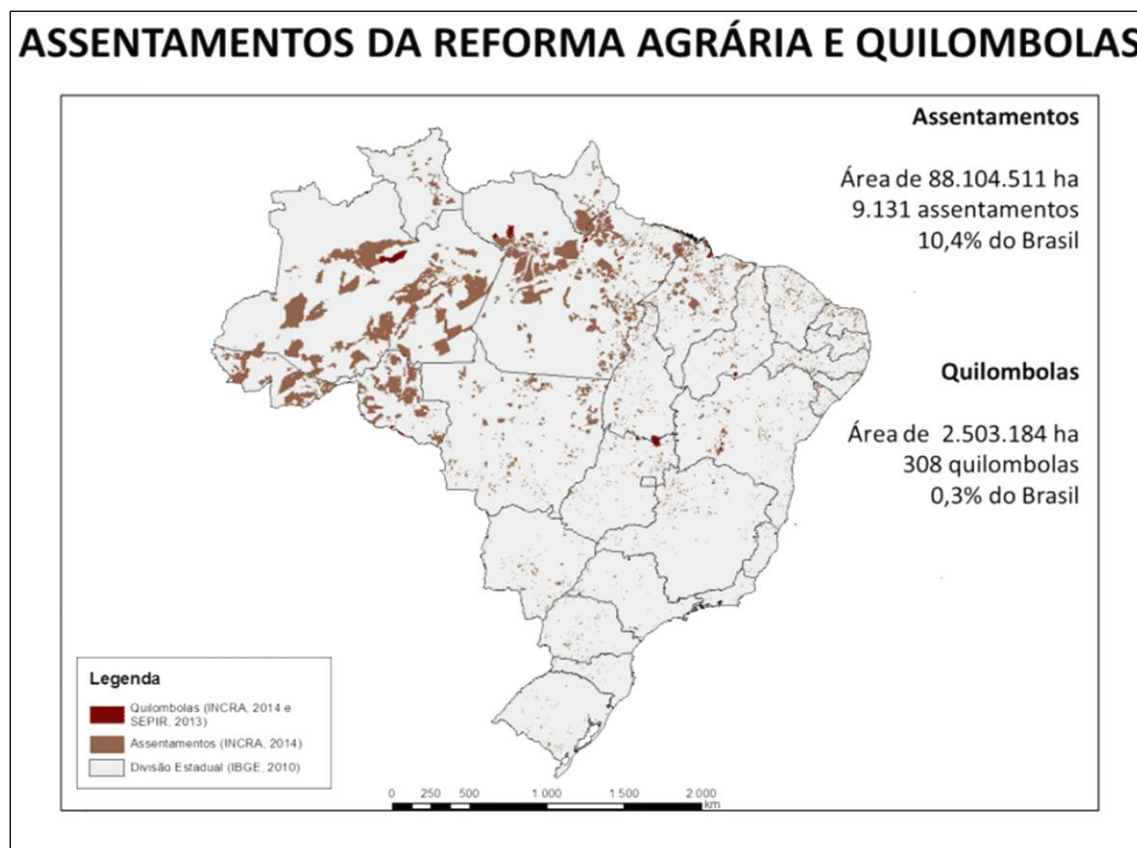 ASSENTAMENTOS DA REFORMA AGRÁRIA E QUILOMBOLAS
Assentamentos
Área de 88.104.511 ha
9.131 assentamentos
10,4% do Brasil
Quilombolas
Área de 2.503.184 ha
308 quilombolas
0,3% do Brasil
Legenda
Quilombolas (INCRA, 2014 e
SEPIR, 2013)
Assentamentos (INCRA, 2014)
Divisão Estadual (IBGE, 2010)
0 250 500 1.000 1.500 2.000
km